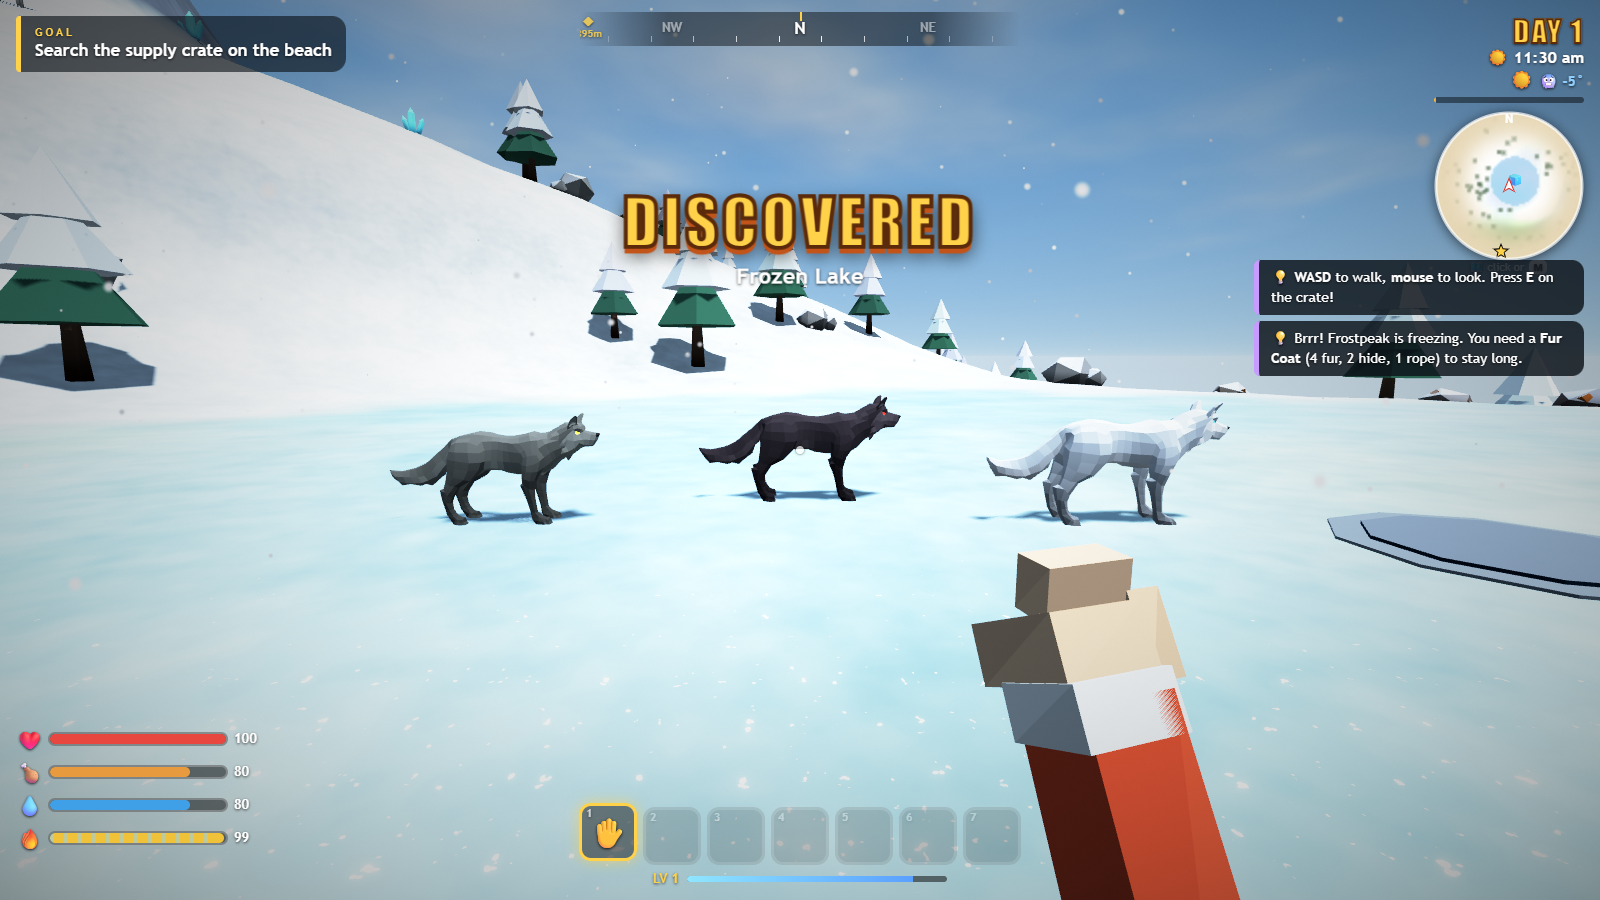 GOAL
Search the supply crate on the beach
NW
N
NE
95m
DAY 1
11:30 am
-5°
N
WASD to walk, mouse to look. Press E on
the crate!
Brrr! Frostpeak is freezing. You need a Fur
Coat (4 fur, 2 hide, 1 rope) to stay long.
DISCOVERED
Frozen Lake
100
80
80
99
1
2
3
4
5
6
7
LV 1